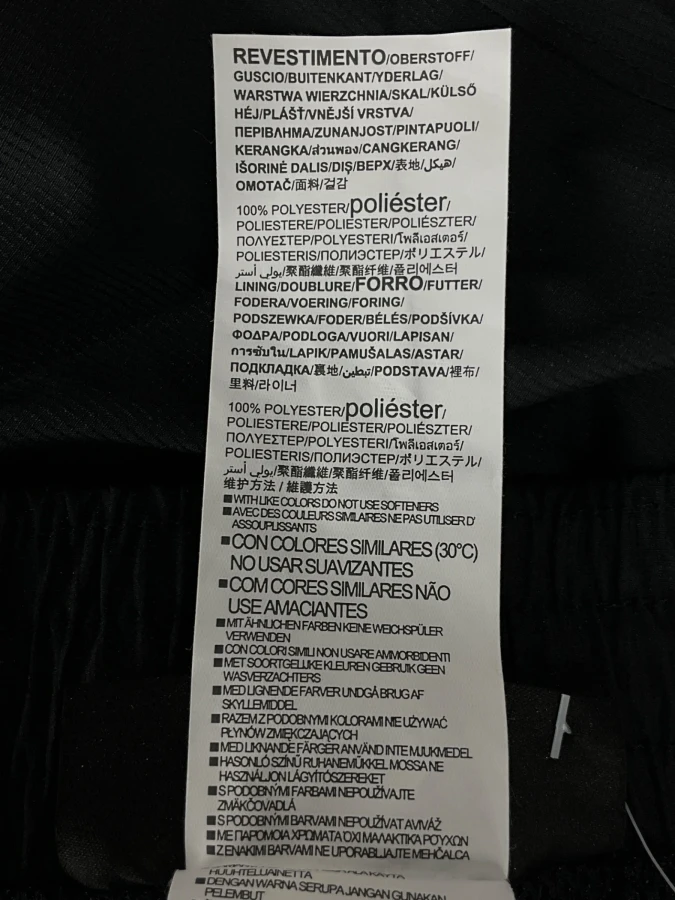 REVESTIMENTO/OBERSTOFF/
GUSCIO/BUITENKANT/YDERLAG/
WARSTWA WIERZCHNIA/SKAL/KÜLSŐ
HÉJ/PLÁŠŤ/VNĚJŠÍ VRSTVA/
ΠΕΡΙΒΛΗΜΑ/ZUNANJOST/PINTAPUOLI/
KERANGKA/ส่วนพอง/CANGKERANG/
IŠORINĖ DALIS/DIŞ/ВЕРХ/表地/هيكل/
OMOTAČ/面料/겉감
100% POLYESTER/poliéster/
POLIESTERE/POLIESTER/POLIÉSZTER/
ΠΟΛΥΕΣΤΕΡ/POLYESTERI/โพลีเอสเตอร์/
POLIESTERIS/ПОЛИЭСТЕР/ポリエステル/
بولي أستر/聚酯纖維/聚酯纤维/폴리에스터
LINING/DOUBLURE/FORRO/FUTTER/
FODERA/VOERING/FORING/
PODSZEWKA/FODER/BÉLÉS/PODŠÍVKA/
ΦΟΔΡΑ/PODLOGA/VUORI/LAPISAN/
การซับใน/LAPIK/PAMUŠALAS/ASTAR/
ПОДКЛАДКА/裏地/تبطين/PODSTAVA/裡布/
里料/라이너
100% POLYESTER/poliéster/
POLIESTERE/POLIESTER/POLIÉSZTER/
ΠΟΛΥΕΣΤΕΡ/POLYESTERI/โพลีเอสเตอร์/
POLIESTERIS/ПОЛИЭСТЕР/ポリエステル/
بولي أستر/聚酯纖維/聚酯纤维/폴리에스터
维护方法 / 維護方法
■WITH LIKE COLORS DO NOT USE SOFTENERS
■AVEC DES COULEURS SIMILAIRES NE PAS UTILISER D'
ASSOUPLISSANTS
■CON COLORES SIMILARES (30°C)
NO USAR SUAVIZANTES
■COM CORES SIMILARES NÃO
USE AMACIANTES
■MIT ÄHNLICHEN FARBEN KEINE WEICHSPÜLER
VERWENDEN
■CON COLORI SIMILI NON USARE AMMORBIDENTI
■MET SOORTGELIJKE KLEUREN GEBRUIK GEEN
WASVERZACHTERS
■MED LIGNENDE FARVER UNDGÅ BRUG AF
SKYLLEMIDDEL
■RAZEM Z PODOBNYMI KOLORAMI NIE UŻYWAĆ
PŁYNÓW ZMIĘKCZAJĄCYCH
■MED LIKNANDE FÄRGER ANVÄND INTE MJUKMEDEL
■HASONLÓ SZÍNŰ RUHANEMŰKKEL MOSSA NE
HASZNÁLJON LÁGYÍTÓSZEREKET
■S PODOBNÝMI FARBAMI NEPOUŽÍVAJTE
ZMÄKČOVADLÁ
■S PODOBNÝMI BARVAMI NEPOUŽÍVAT AVIVÁŽ
■ΜΕ ΠΑΡΟΜΟΙΑ ΧΡΩΜΑΤΑ ΌΧΙ ΜΑΛΑΚΤΙΚΆ ΡΟΎΧΩΝ
■Z ENAKIMI BARVAMI NE UPORABLJAJTE MEHČALCA
HUUHTELUAINETTA
■DENGAN WARNA SERUPA JANGAN GUNAKAN
PELEMBUT